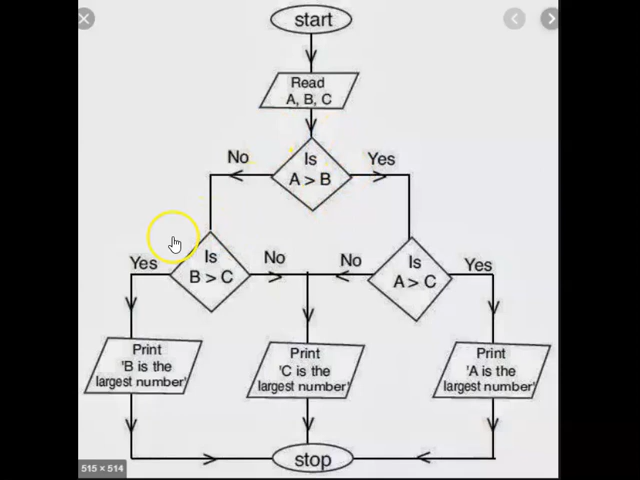 start
Read
A, B, C
Is
A > B
No
Yes
Is
B > C
Yes
No
Is
A > C
No
Yes
Print
'B is the
largest number'
Print
'C is the
largest number'
Print
'A is the
largest number'
stop
515 × 514